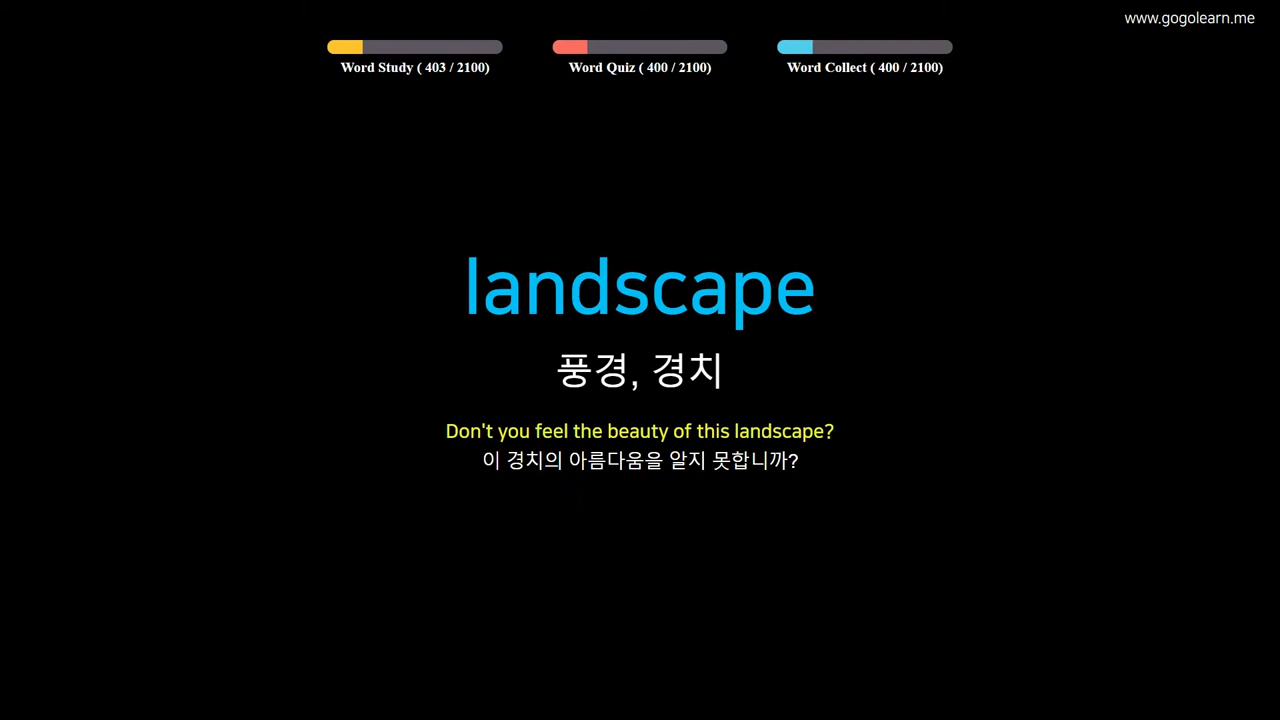 www.gogolearn.me
Word Study ( 403 / 2100)
Word Quiz ( 400 / 2100)
Word Collect ( 400 / 2100)
landscape
풍경, 경치
Don't you feel the beauty of this landscape?
이 경치의 아름다움을 알지 못합니까?